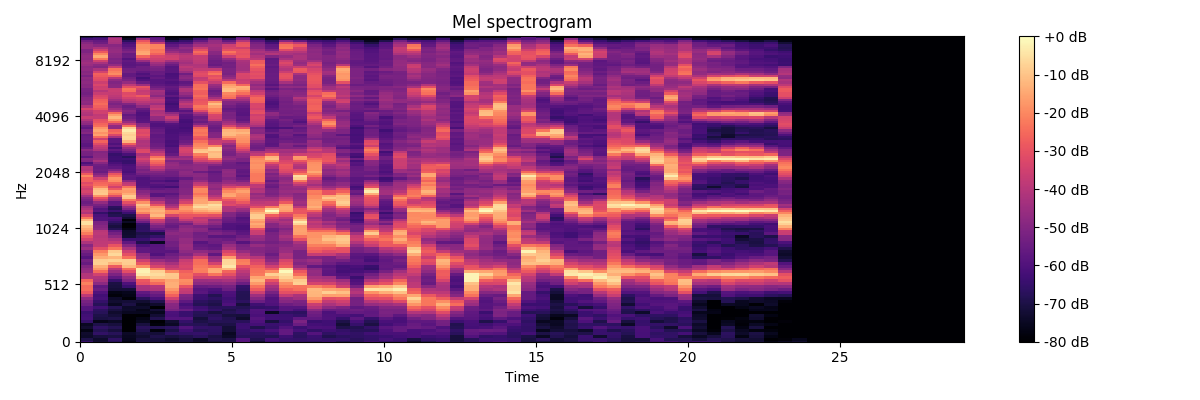 Mel spectrogram
Hz
8192
4096
2048
1024
512
0
0 5 10 15 20 25
Time
+0 dB
-10 dB
-20 dB
-30 dB
-40 dB
-50 dB
-60 dB
-70 dB
-80 dB